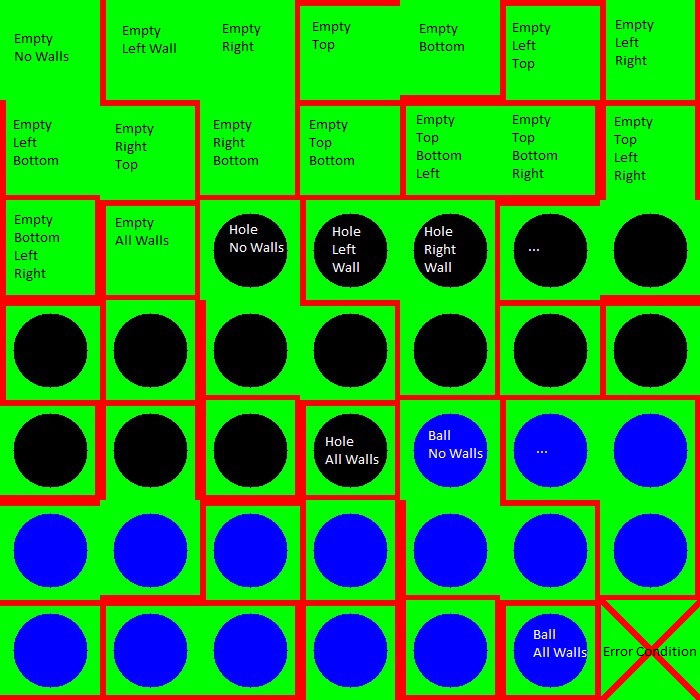 Empty
No Walls
Empty
Left Wall
Empty
Right
Empty
Top
Empty
Bottom
Empty
Left
Top
Empty
Left
Right
Empty
Left
Bottom
Empty
Right
Top
Empty
Right
Bottom
Empty
Top
Bottom
Empty
Top
Bottom
Left
Empty
Top
Bottom
Right
Empty
Top
Left
Right
Empty
Bottom
Left
Right
Empty
All Walls
Hole
No Walls
Hole
Left
Wall
Hole
Right
Wall
...
Hole
All Walls
Ball
No Walls
...
Ball
All Walls
Error Condition